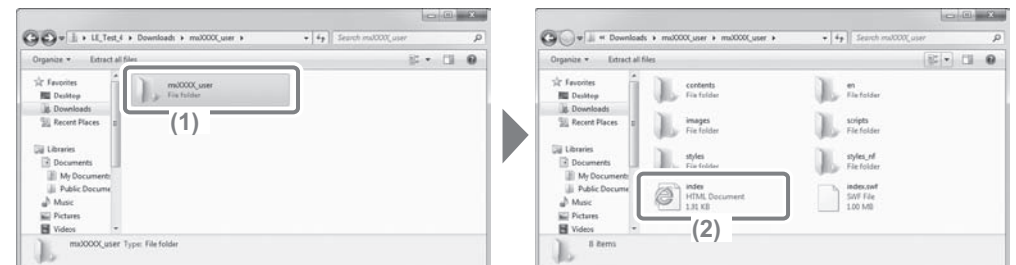 LE_Test_4 ▸ Downloads ▸ mxXXXX_user ▸
Search mxXXXX_user
Organize ▾ Extract all files
Favorites
Desktop
Downloads
Recent Places
Libraries
Documents
My Documents
Public Docume
Music
Pictures
Videos
mxXXXX_user
File folder
(1)
mxXXXX_user Type: File folder
« Downloads ▸ mxXXXX_user ▸ mxXXXX_user ▸
Search mxXXXX_user
Organize ▾ Extract all files
Favorites
Desktop
Downloads
Recent Places
Libraries
Documents
My Documents
Public Docume
Music
Pictures
Videos
contents
File folder
en
File folder
images
File folder
scripts
File folder
styles
File folder
styles_nf
File folder
index
HTML Document
1.91 KB
index.swf
SWF File
1.00 MB
(2)
8 items